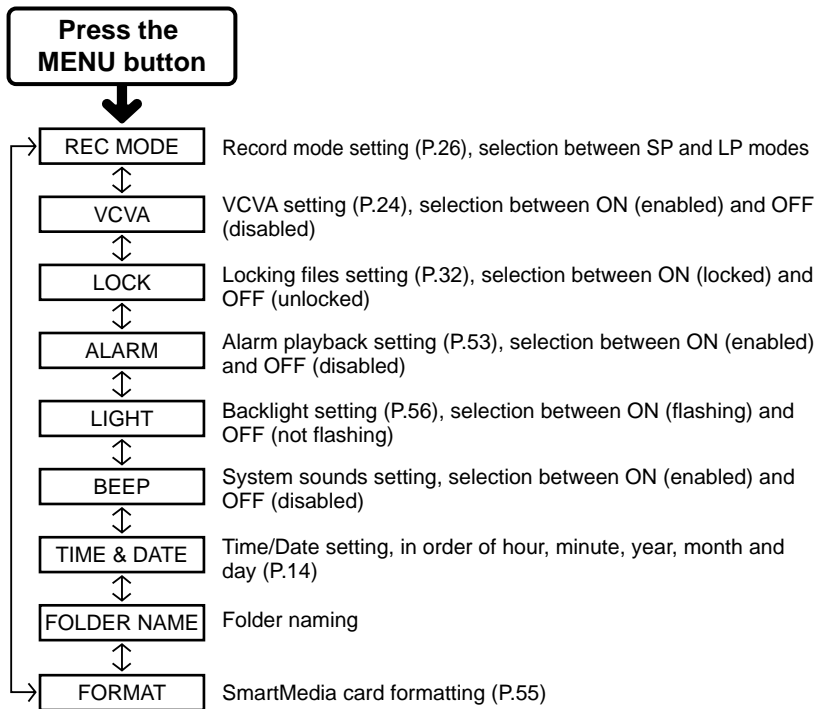 Press the
MENU button
REC MODE
Record mode setting (P.26), selection between SP and LP modes
VCVA
VCVA setting (P.24), selection between ON (enabled) and OFF
(disabled)
LOCK
Locking files setting (P.32), selection between ON (locked) and
OFF (unlocked)
ALARM
Alarm playback setting (P.53), selection between ON (enabled)
and OFF (disabled)
LIGHT
Backlight setting (P.56), selection between ON (flashing) and
OFF (not flashing)
BEEP
System sounds setting, selection between ON (enabled) and
OFF (disabled)
TIME & DATE
Time/Date setting, in order of hour, minute, year, month and
day (P.14)
FOLDER NAME
Folder naming
FORMAT
SmartMedia card formatting (P.55)